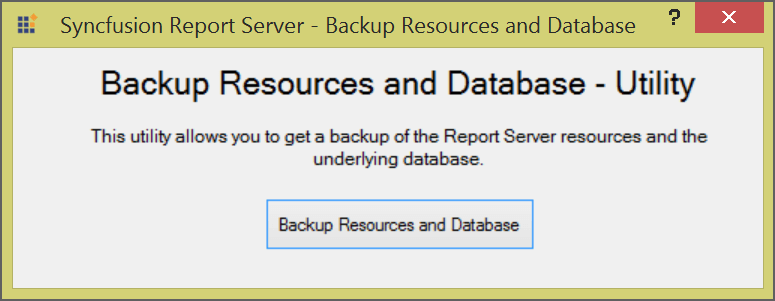 Syncfusion Report Server - Backup Resources and Database ?
Backup Resources and Database - Utility
This utility allows you to get a backup of the Report Server resources and the
underlying database.
Backup Resources and Database